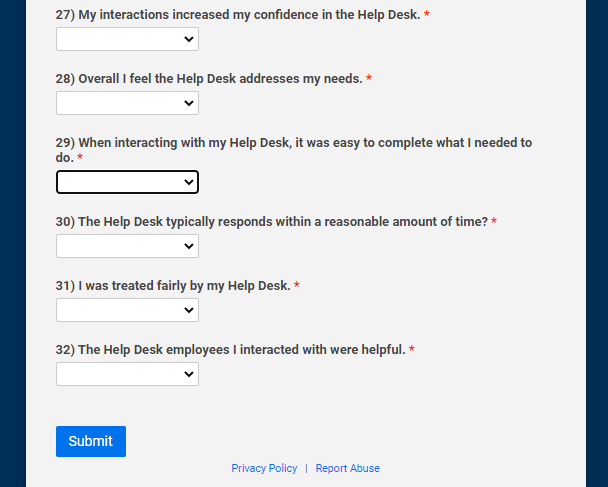 27) My interactions increased my confidence in the Help Desk. *
28) Overall I feel the Help Desk addresses my needs. *
29) When interacting with my Help Desk, it was easy to complete what I needed to
do. *
30) The Help Desk typically responds within a reasonable amount of time? *
31) I was treated fairly by my Help Desk. *
32) The Help Desk employees I interacted with were helpful. *
Submit
Privacy Policy | Report Abuse